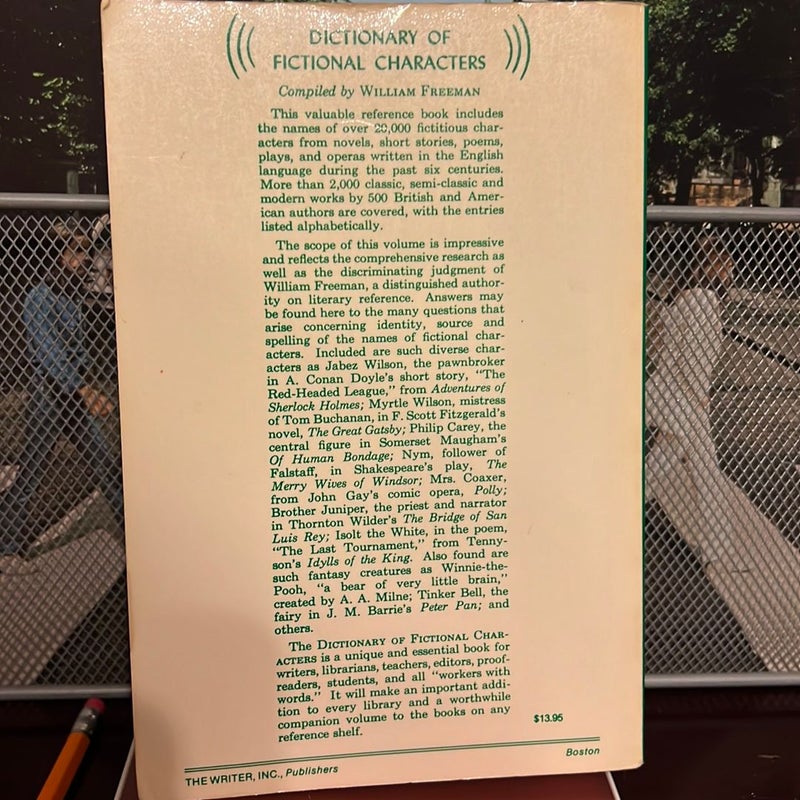 DICTIONARY OF
FICTIONAL CHARACTERS
Compiled by WILLIAM FREEMAN
This valuable reference book includes
the names of over 20,000 fictitious char-
acters from novels, short stories, poems,
plays, and operas written in the English
language during the past six centuries.
More than 2,000 classic, semi-classic and
modern works by 500 British and Amer-
ican authors are covered, with the entries
listed alphabetically.
The scope of this volume is impressive
and reflects the comprehensive research as
well as the discriminating judgment of
William Freeman, a distinguished author-
ity on literary reference. Answers may
be found here to the many questions that
arise concerning identity, source and
spelling of the names of fictional char-
acters. Included are such diverse char-
acters as Jabez Wilson, the pawnbroker
in A. Conan Doyle's short story, "The
Red-Headed League," from Adventures of
Sherlock Holmes; Myrtle Wilson, mistress
of Tom Buchanan, in F. Scott Fitzgerald's
novel, The Great Gatsby; Philip Carey, the
central figure in Somerset Maugham's
Of Human Bondage; Nym, follower of
Falstaff, in Shakespeare's play, The
Merry Wives of Windsor; Mrs. Coaxer,
from John Gay's comic opera, Polly;
Brother Juniper, the priest and narrator
in Thornton Wilder's The Bridge of San
Luis Rey; Isolt the White, in the poem,
"The Last Tournament," from Tenny-
son's Idylls of the King. Also found are
such fantasy creatures as Winnie-the-
Pooh, "a bear of very little brain,"
created by A. A. Milne; Tinker Bell, the
fairy in J. M. Barrie's Peter Pan; and
others.
The DICTIONARY OF FICTIONAL CHAR-
ACTERS is a unique and essential book for
writers, librarians, teachers, editors, proof-
readers, students, and all "workers with
words." It will make an important addi-
tion to every library and a worthwhile
companion volume to the books on any
reference shelf.
$13.95
THE WRITER, INC., Publishers
Boston